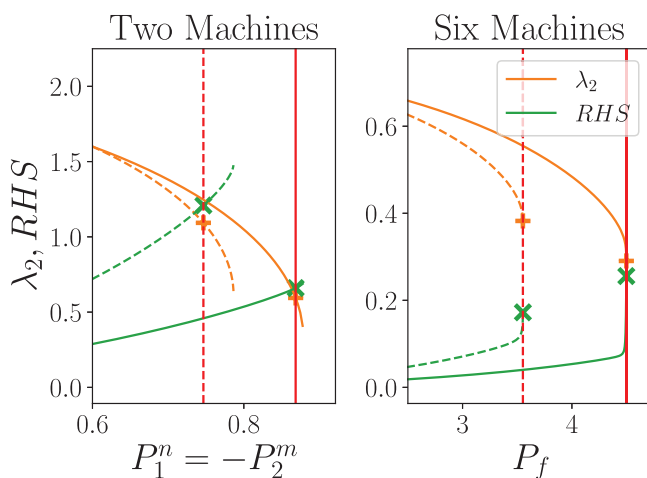 Two Machines
Six Machines
λ₂, RHS
2.0
1.5
1.0
0.5
0.0
0.6
0.8
P₁ⁿ = −P₂ᵐ
λ₂
RHS
0.6
0.4
0.2
0.0
3
4
P_f